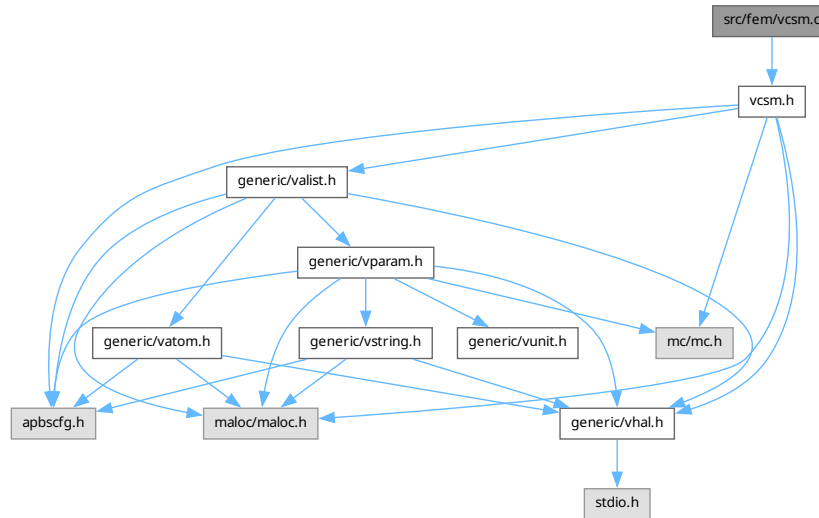 src/fem/vcsm.c
vcsm.h
generic/valist.h
generic/vparam.h
generic/vatom.h
generic/vstring.h
generic/vunit.h
mc/mc.h
apbscfg.h
maloc/maloc.h
generic/vhal.h
stdio.h